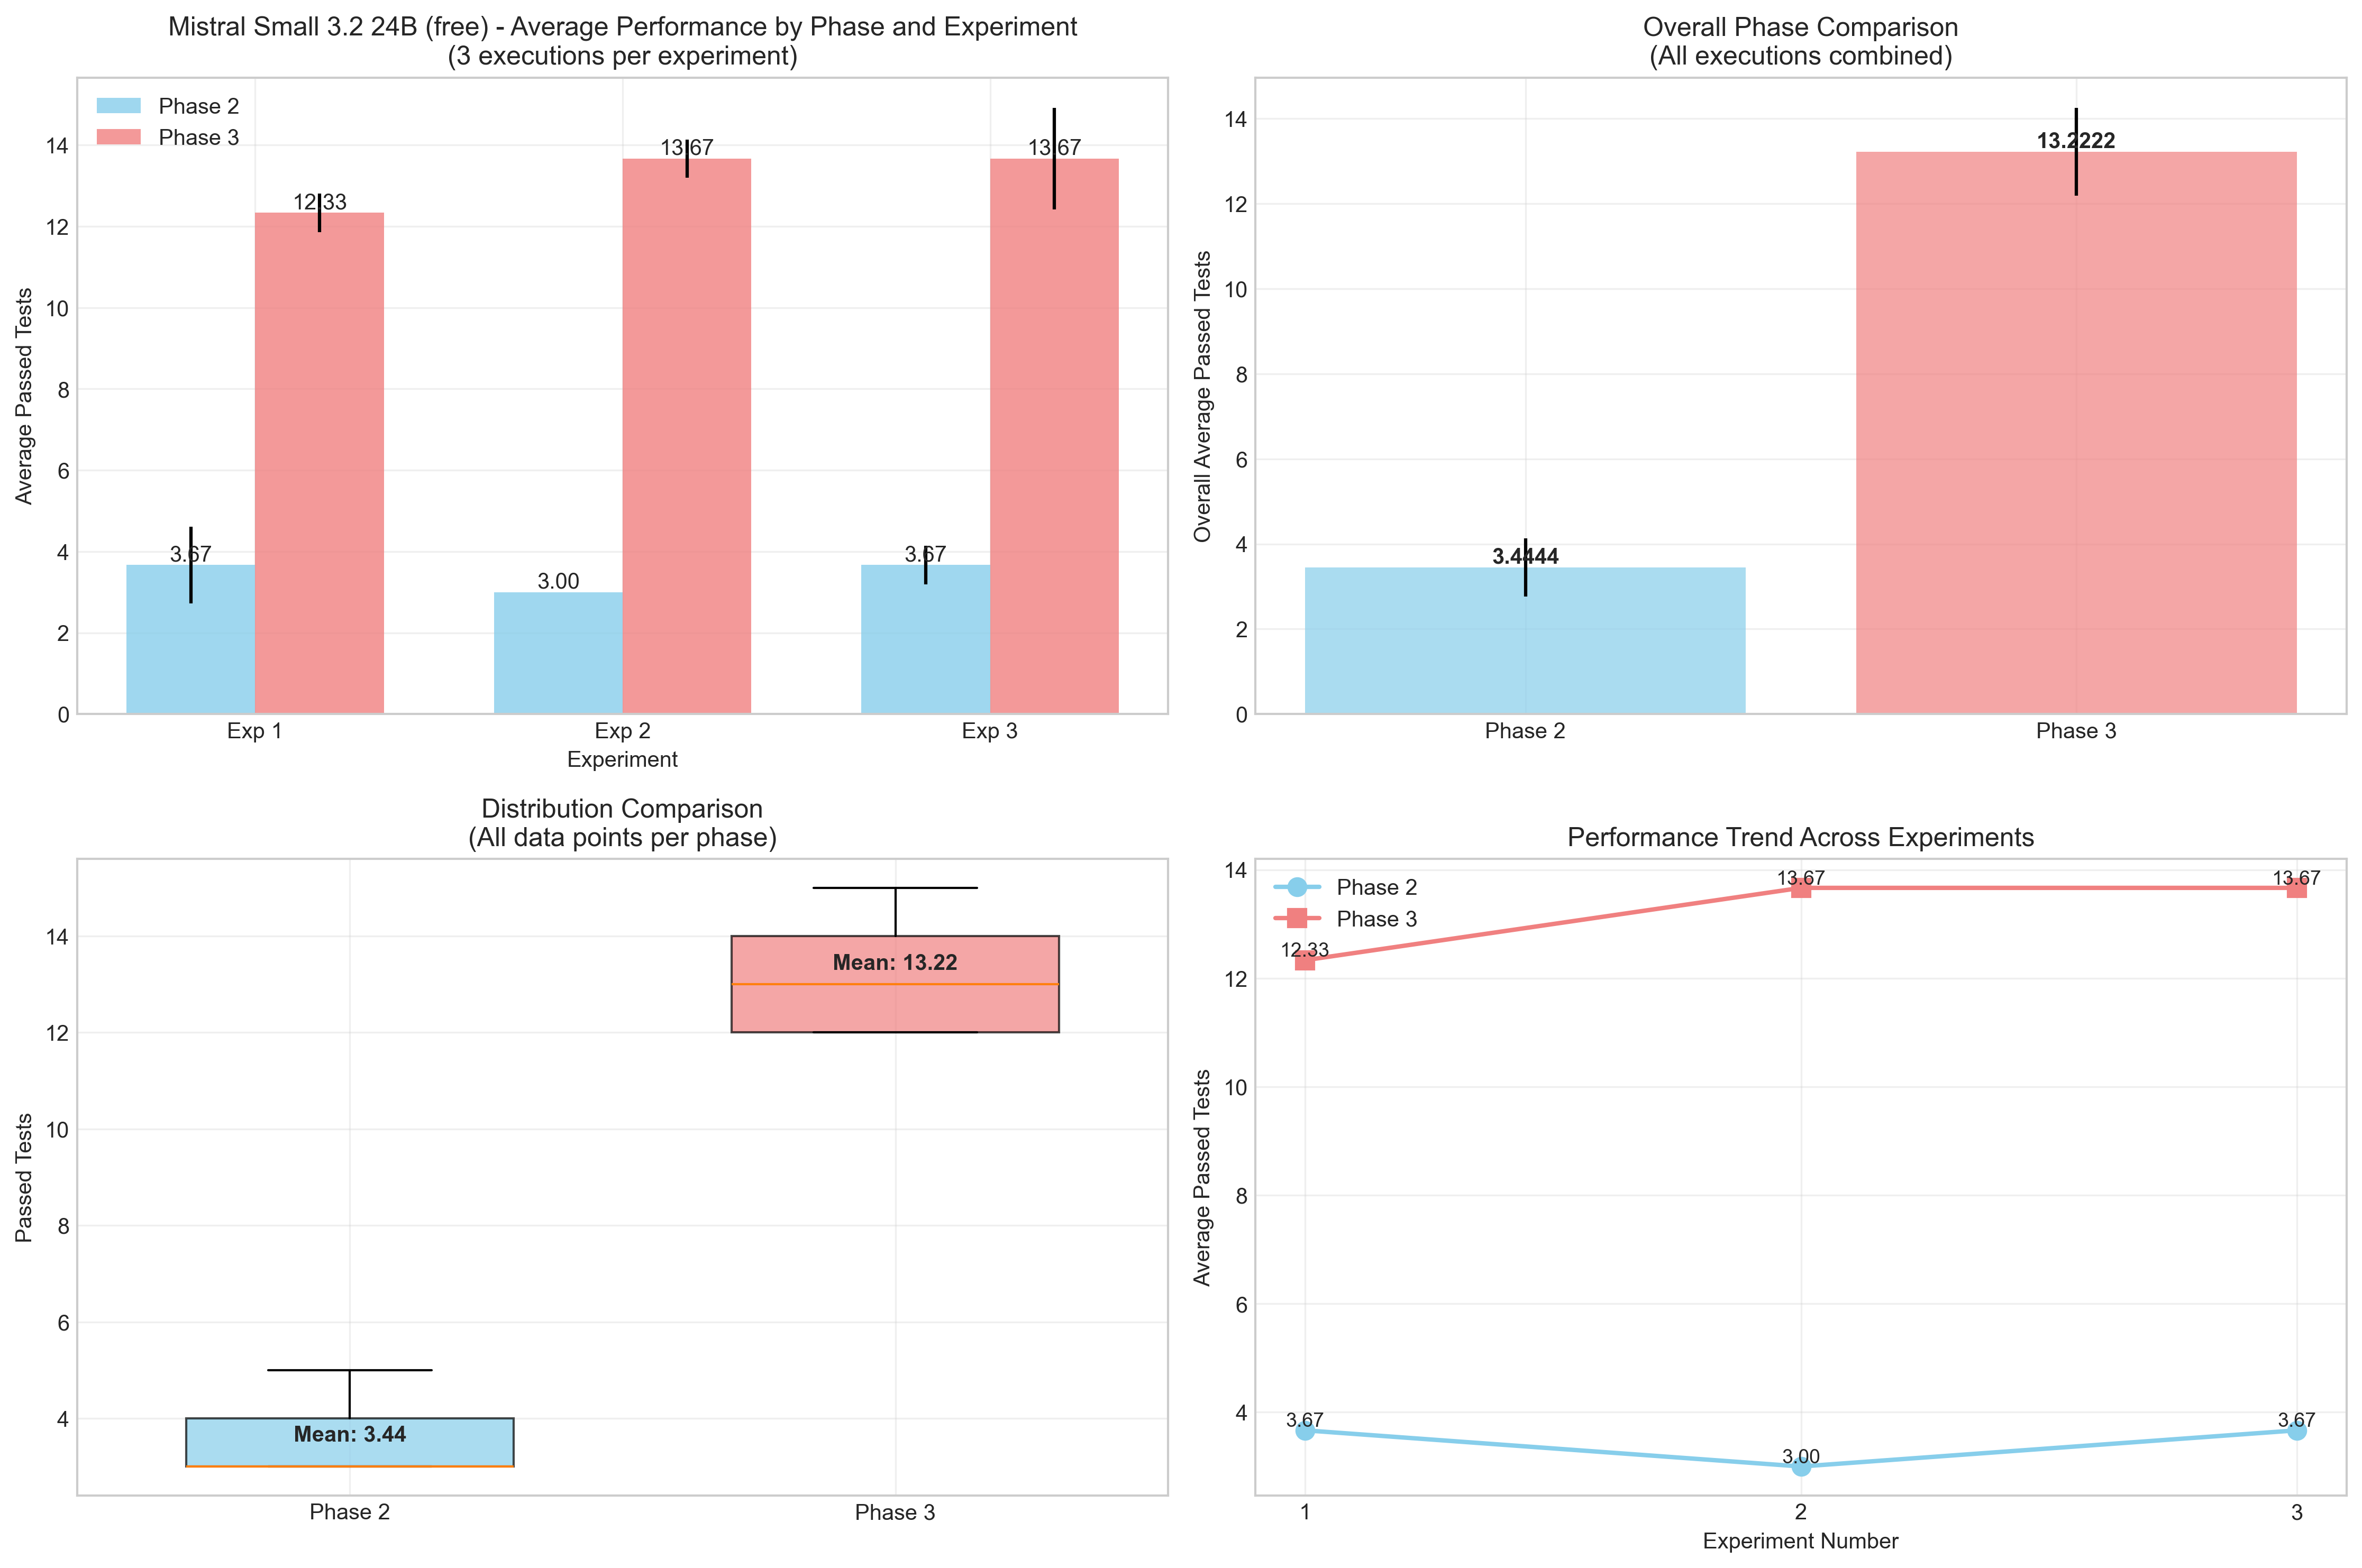 Mistral Small 3.2 24B (free) - Average Performance by Phase and Experiment
(3 executions per experiment)
Average Passed Tests
14
12
10
8
6
4
2
0
Phase 2
Phase 3
3.67
12.33
3.00
13.67
3.67
13.67
Exp 1
Exp 2
Exp 3
Experiment
Overall Phase Comparison
(All executions combined)
Overall Average Passed Tests
14
12
10
8
6
4
2
0
3.4444
13.2222
Phase 2
Phase 3
Distribution Comparison
(All data points per phase)
Passed Tests
14
12
10
8
6
4
Mean: 3.44
Mean: 13.22
Phase 2
Phase 3
Performance Trend Across Experiments
Average Passed Tests
14
12
10
8
6
4
Phase 2
Phase 3
12.33
13.67
13.67
3.67
3.00
3.67
1
2
3
Experiment Number